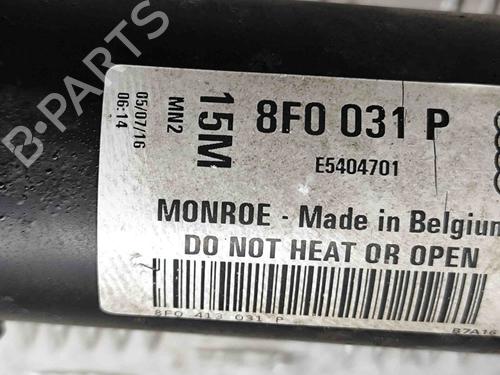 B-PARTS
05/07/16
06:14
MN2
15M
8F0 031 P
E5404701
MONROE - Made in Belgium
DO NOT HEAT OR OPEN
8F0 413 031 P
87A16